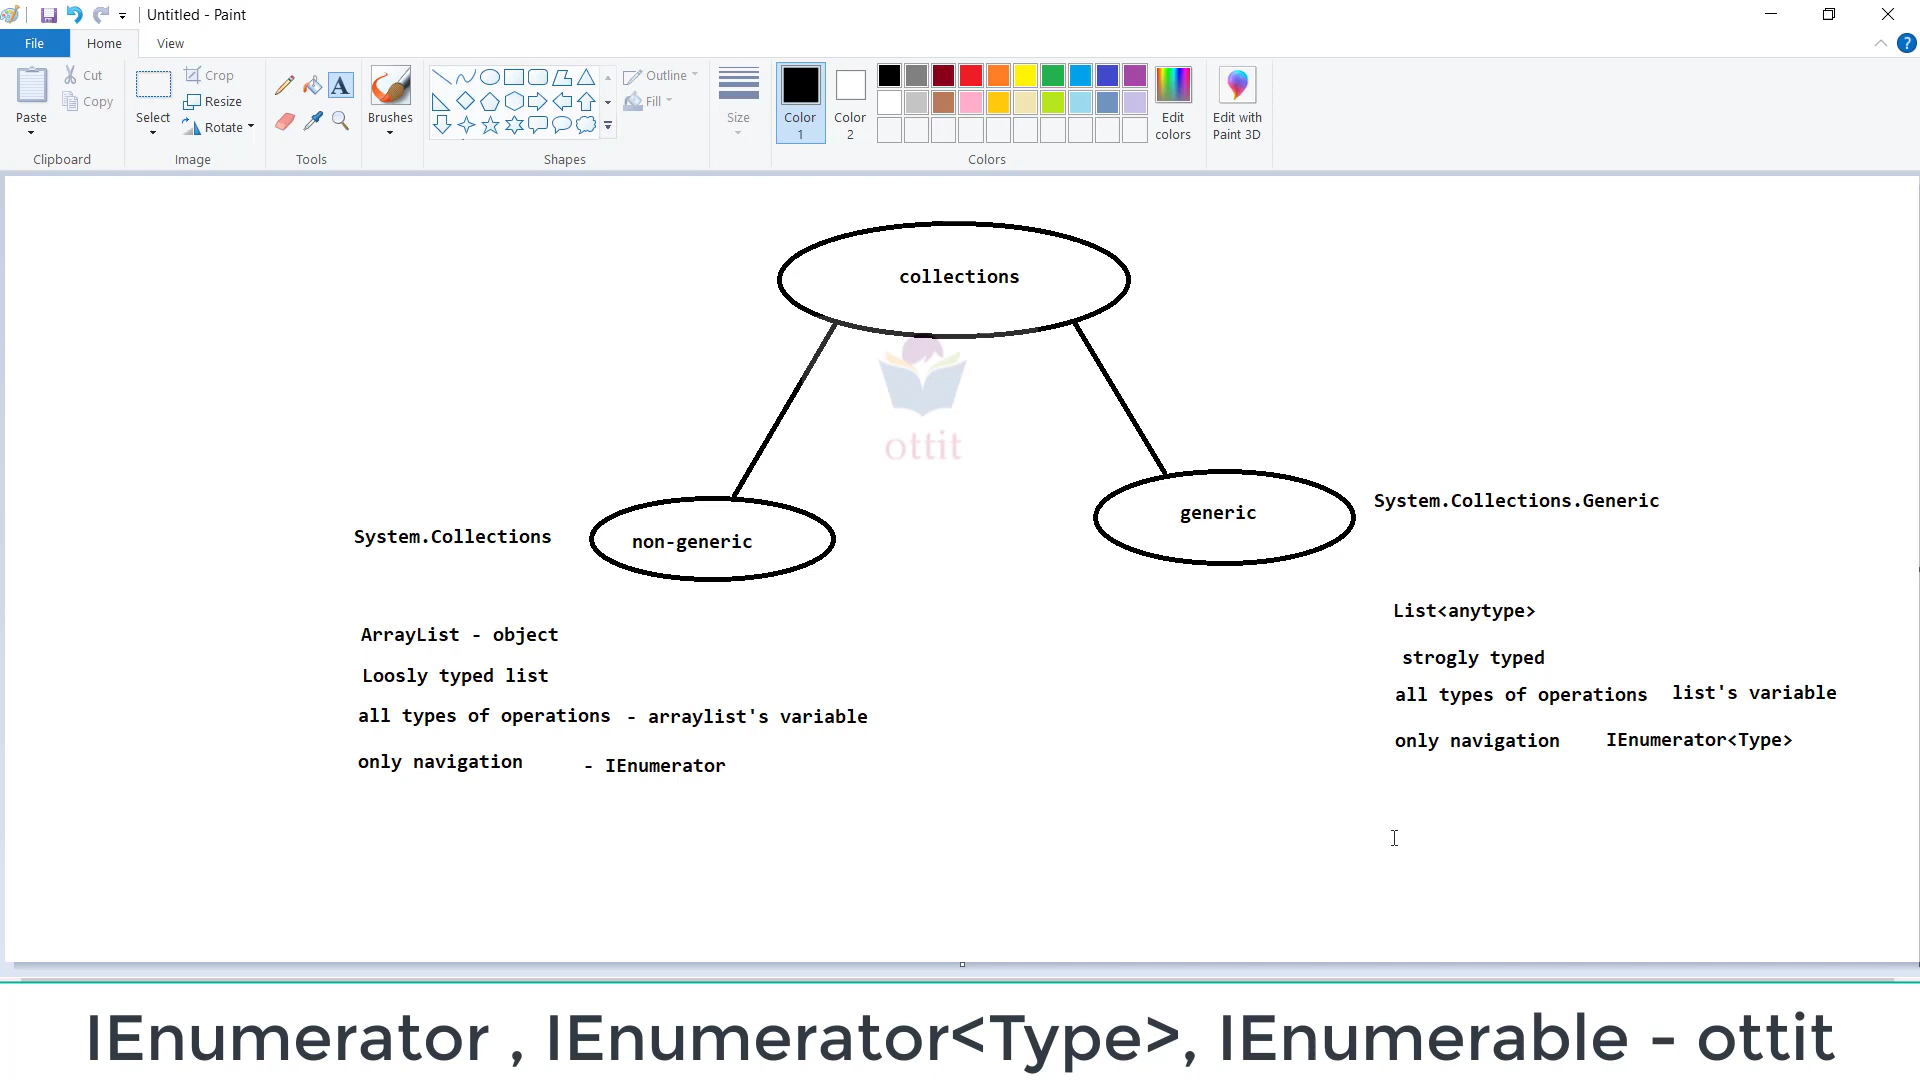 Untitled - Paint
File Home View
Paste
Cut
Copy
Clipboard
Select
Crop
Resize
Rotate
Image
A
Tools
Brushes
Outline
Fill
Shapes
Size
Color 1
Color 2
Edit colors
Colors
Edit with Paint 3D
collections
ottit
System.Collections
non-generic
generic
System.Collections.Generic
ArrayList - object
Loosly typed list
all types of operations - arraylist's variable
only navigation - IEnumerator
List<anytype>
strogly typed
all types of operations list's variable
only navigation IEnumerator<Type>
IEnumerator , IEnumerator<Type>, IEnumerable - ottit